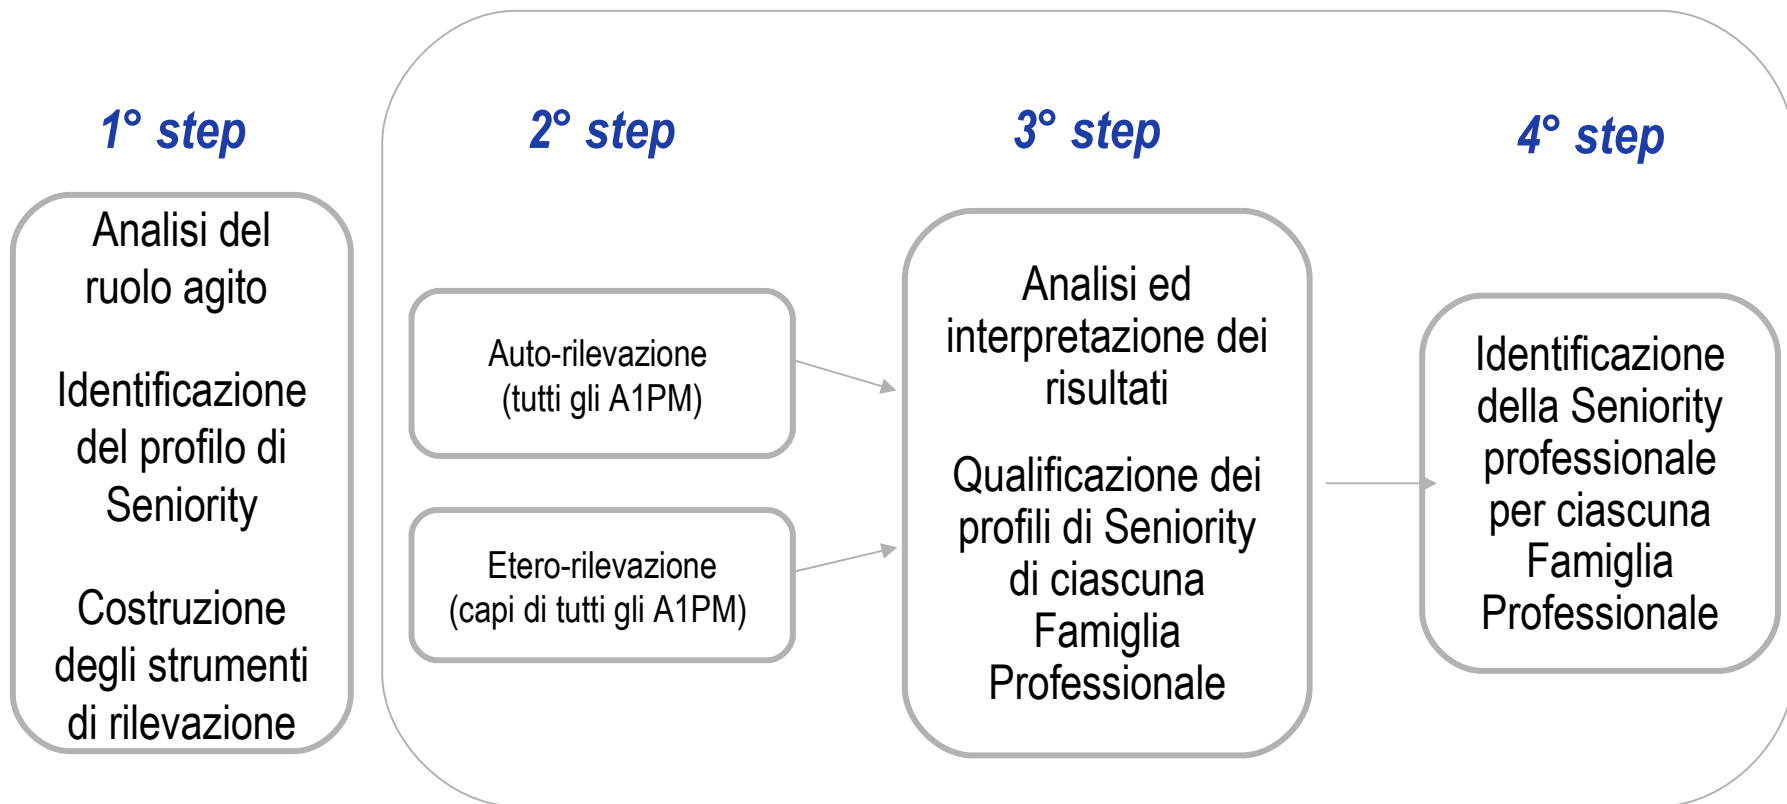 1° step
Analisi del
ruolo agito
Identificazione
del profilo di
Seniority
Costruzione
degli strumenti
di rilevazione
2° step
Auto-rilevazione
(tutti gli A1PM)
Etero-rilevazione
(capi di tutti gli A1PM)
3° step
Analisi ed
interpretazione dei
risultati
Qualificazione dei
profili di Seniority
di ciascuna
Famiglia
Professionale
4° step
Identificazione
della Seniority
professionale
per ciascuna
Famiglia
Professionale